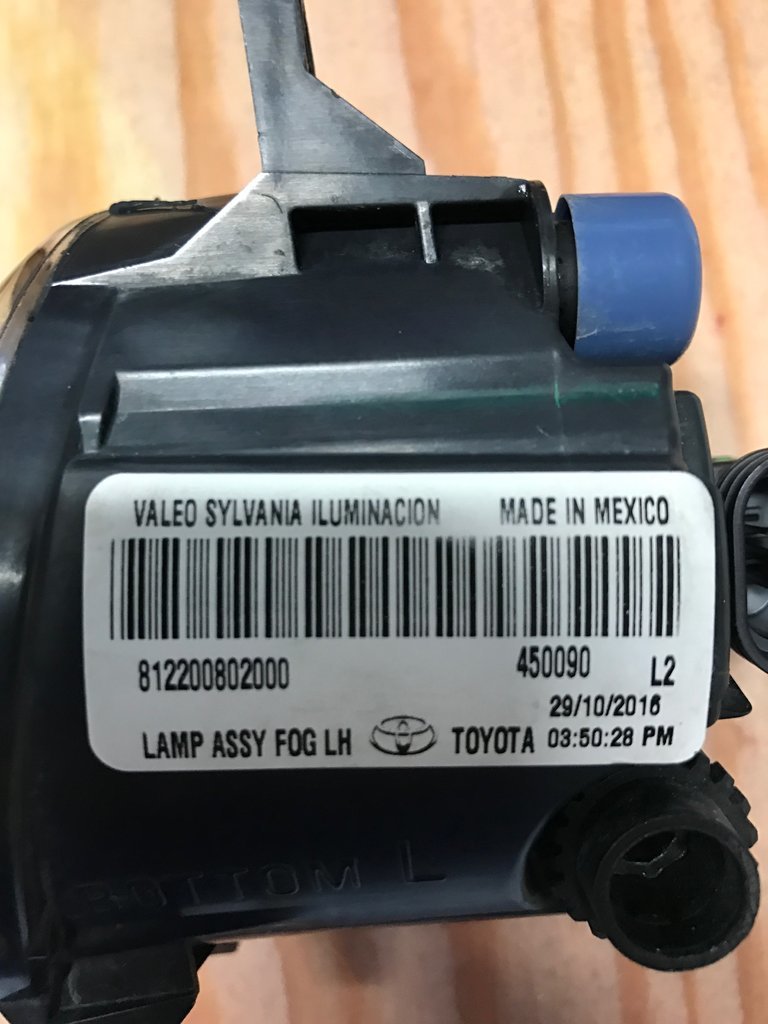 VALEO SYLVANIA ILUMINACION MADE IN MEXICO
812200802000 450090 L2
29/10/2016
LAMP ASSY FOG LH TOYOTA 03:50:28 PM
BOTTOM L